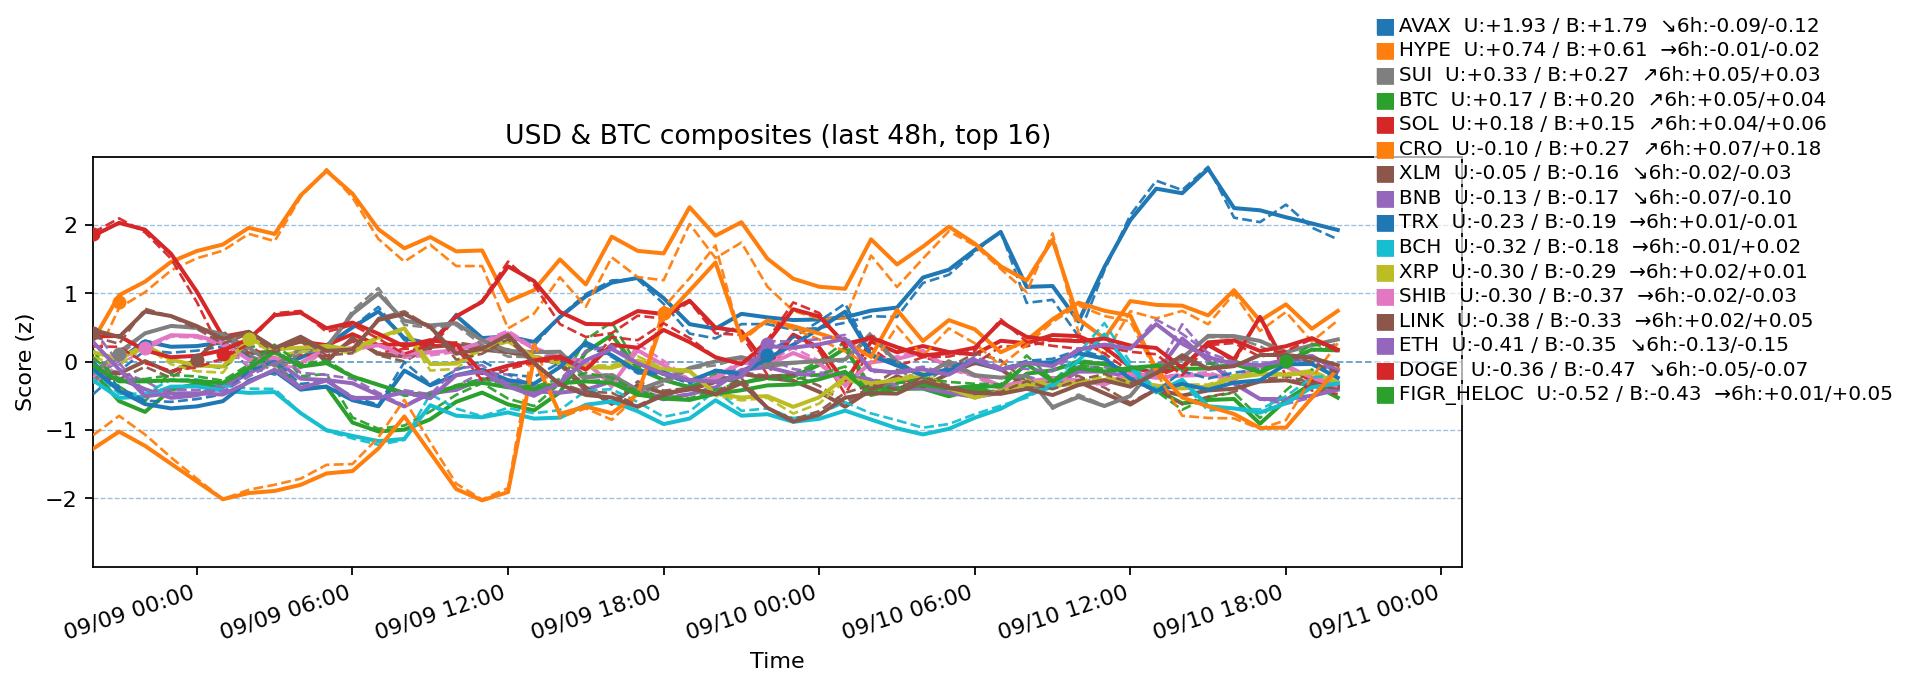 AVAX U:+1.93 / B:+1.79 ↘6h:-0.09/-0.12
HYPE U:+0.74 / B:+0.61 →6h:-0.01/-0.02
SUI U:+0.33 / B:+0.27 ↗6h:+0.05/+0.03
BTC U:+0.17 / B:+0.20 ↗6h:+0.05/+0.04
SOL U:+0.18 / B:+0.15 ↗6h:+0.04/+0.06
CRO U:-0.10 / B:+0.27 ↗6h:+0.07/+0.18
XLM U:-0.05 / B:-0.16 ↘6h:-0.02/-0.03
BNB U:-0.13 / B:-0.17 ↘6h:-0.07/-0.10
TRX U:-0.23 / B:-0.19 →6h:+0.01/-0.01
BCH U:-0.32 / B:-0.18 →6h:-0.01/+0.02
XRP U:-0.30 / B:-0.29 →6h:+0.02/+0.01
SHIB U:-0.30 / B:-0.37 →6h:-0.02/-0.03
LINK U:-0.38 / B:-0.33 →6h:+0.02/+0.05
ETH U:-0.41 / B:-0.35 ↘6h:-0.13/-0.15
DOGE U:-0.36 / B:-0.47 ↘6h:-0.05/-0.07
FIGR_HELOC U:-0.52 / B:-0.43 →6h:+0.01/+0.05
USD & BTC composites (last 48h, top 16)
Score (z)
2
1
0
−1
−2
09/09 00:00
09/09 06:00
09/09 12:00
09/09 18:00
09/10 00:00
09/10 06:00
09/10 12:00
09/10 18:00
09/11 00:00
Time